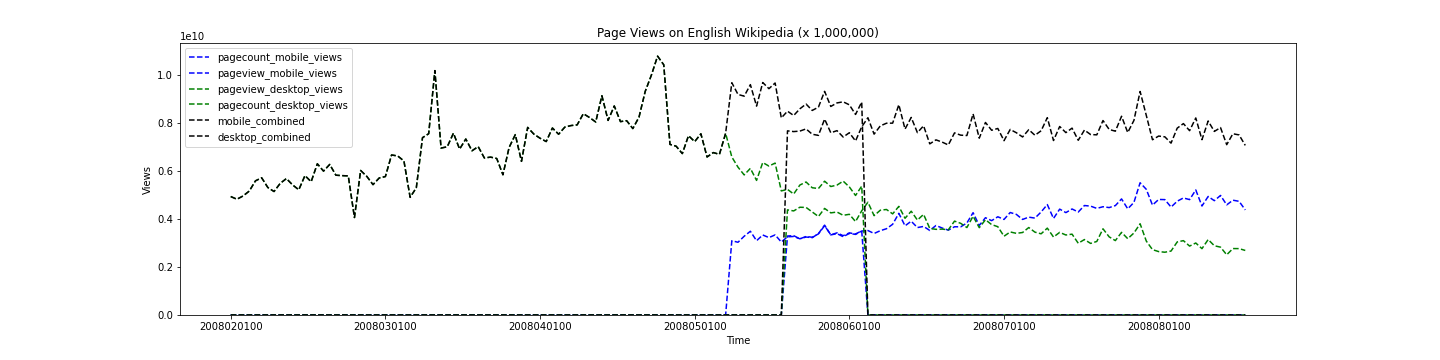 Page Views on English Wikipedia (x 1,000,000)
1e10
pagecount_mobile_views
pageview_mobile_views
pageview_desktop_views
pagecount_desktop_views
mobile_combined
desktop_combined
1.0
0.8
0.6
0.4
0.2
0.0
Views
2008020100 2008030100 2008040100 2008050100 2008060100 2008070100 2008080100
Time